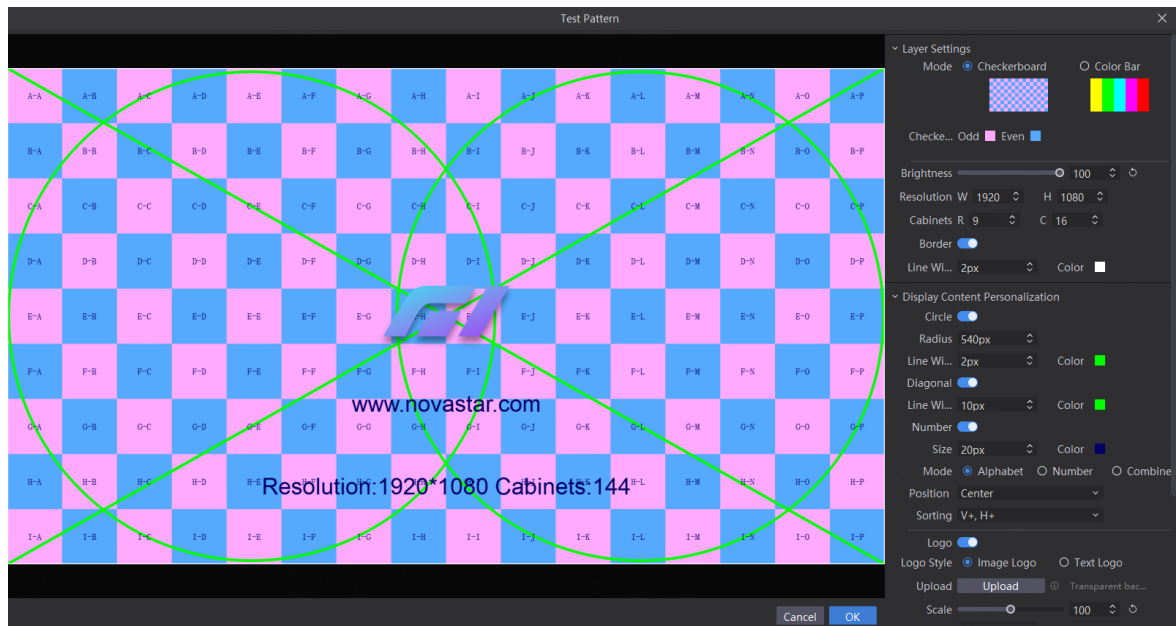 Test Pattern
A-A A-B A-C A-D A-E A-F A-G A-H A-I A-J A-K A-L A-M A-N A-O A-P
B-A B-B B-C B-D B-E B-F B-G B-H B-I B-J B-K B-L B-M B-N B-O B-P
C-A C-B C-C C-D C-E C-F C-G C-H C-I C-J C-K C-L C-M C-N C-O C-P
D-A D-B D-C D-D D-E D-F D-G D-H D-I D-J D-K D-L D-M D-N D-O D-P
E-A E-B E-C E-D E-E E-F E-G E-J E-K E-L E-M E-N E-O E-P
F-A F-B F-C F-D F-E F-F F-G F-H F-I F-J F-K F-L F-M F-N F-O F-P
www.novastar.com
G-A G-B G-C G-D G-E G-F G-G G-H G-I G-J G-K G-L G-M G-N G-O G-P
H-A H-B H-C H-D H-E H-L H-M H-N H-O H-P
Resolution:1920*1080 Cabinets:144
I-A I-B I-C I-D I-E I-F I-G I-H I-I I-J I-K I-L I-M I-N I-O I-P
Cancel OK
Layer Settings
Mode Checkerboard Color Bar
Checke... Odd Even
Brightness 100
Resolution W 1920 H 1080
Cabinets R 9 C 16
Border
Line Wi... 2px Color
Display Content Personalization
Circle
Radius 540px
Line Wi... 2px Color
Diagonal
Line Wi... 10px Color
Number
Size 20px Color
Mode Alphabet Number Combine
Position Center
Sorting V+, H+
Logo
Logo Style Image Logo Text Logo
Upload Upload Transparent bac...
Scale 100